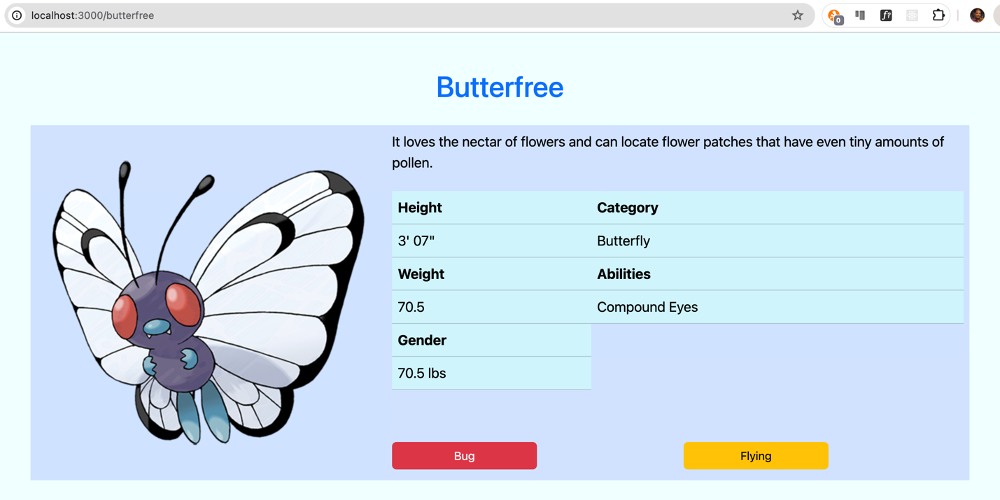 localhost:3000/butterfree
0
f?
Butterfree
It loves the nectar of flowers and can locate flower patches that have even tiny amounts of
pollen.
Height Category
3' 07" Butterfly
Weight Abilities
70.5 Compound Eyes
Gender
70.5 lbs
Bug Flying